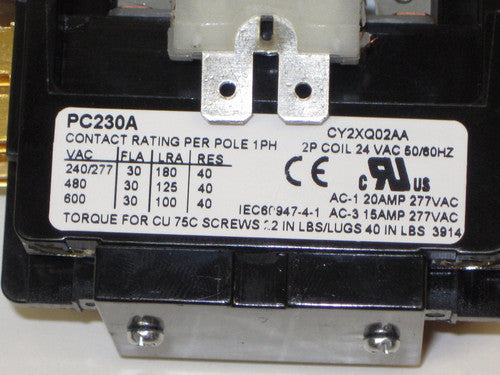 PC230A
CONTACT RATING PER POLE 1PH
VAC FLA LRA RES
240/277 30 180 40
480 30 125 40
600 30 100 40
CY2XQ02AA
2P COIL 24 VAC 50/60HZ
CE c UR US
AC-1 20AMP 277VAC
IEC60947-4-1 AC-3 15AMP 277VAC
TORQUE FOR CU 75C SCREWS 22 IN LBS/LUGS 40 IN LBS 3914